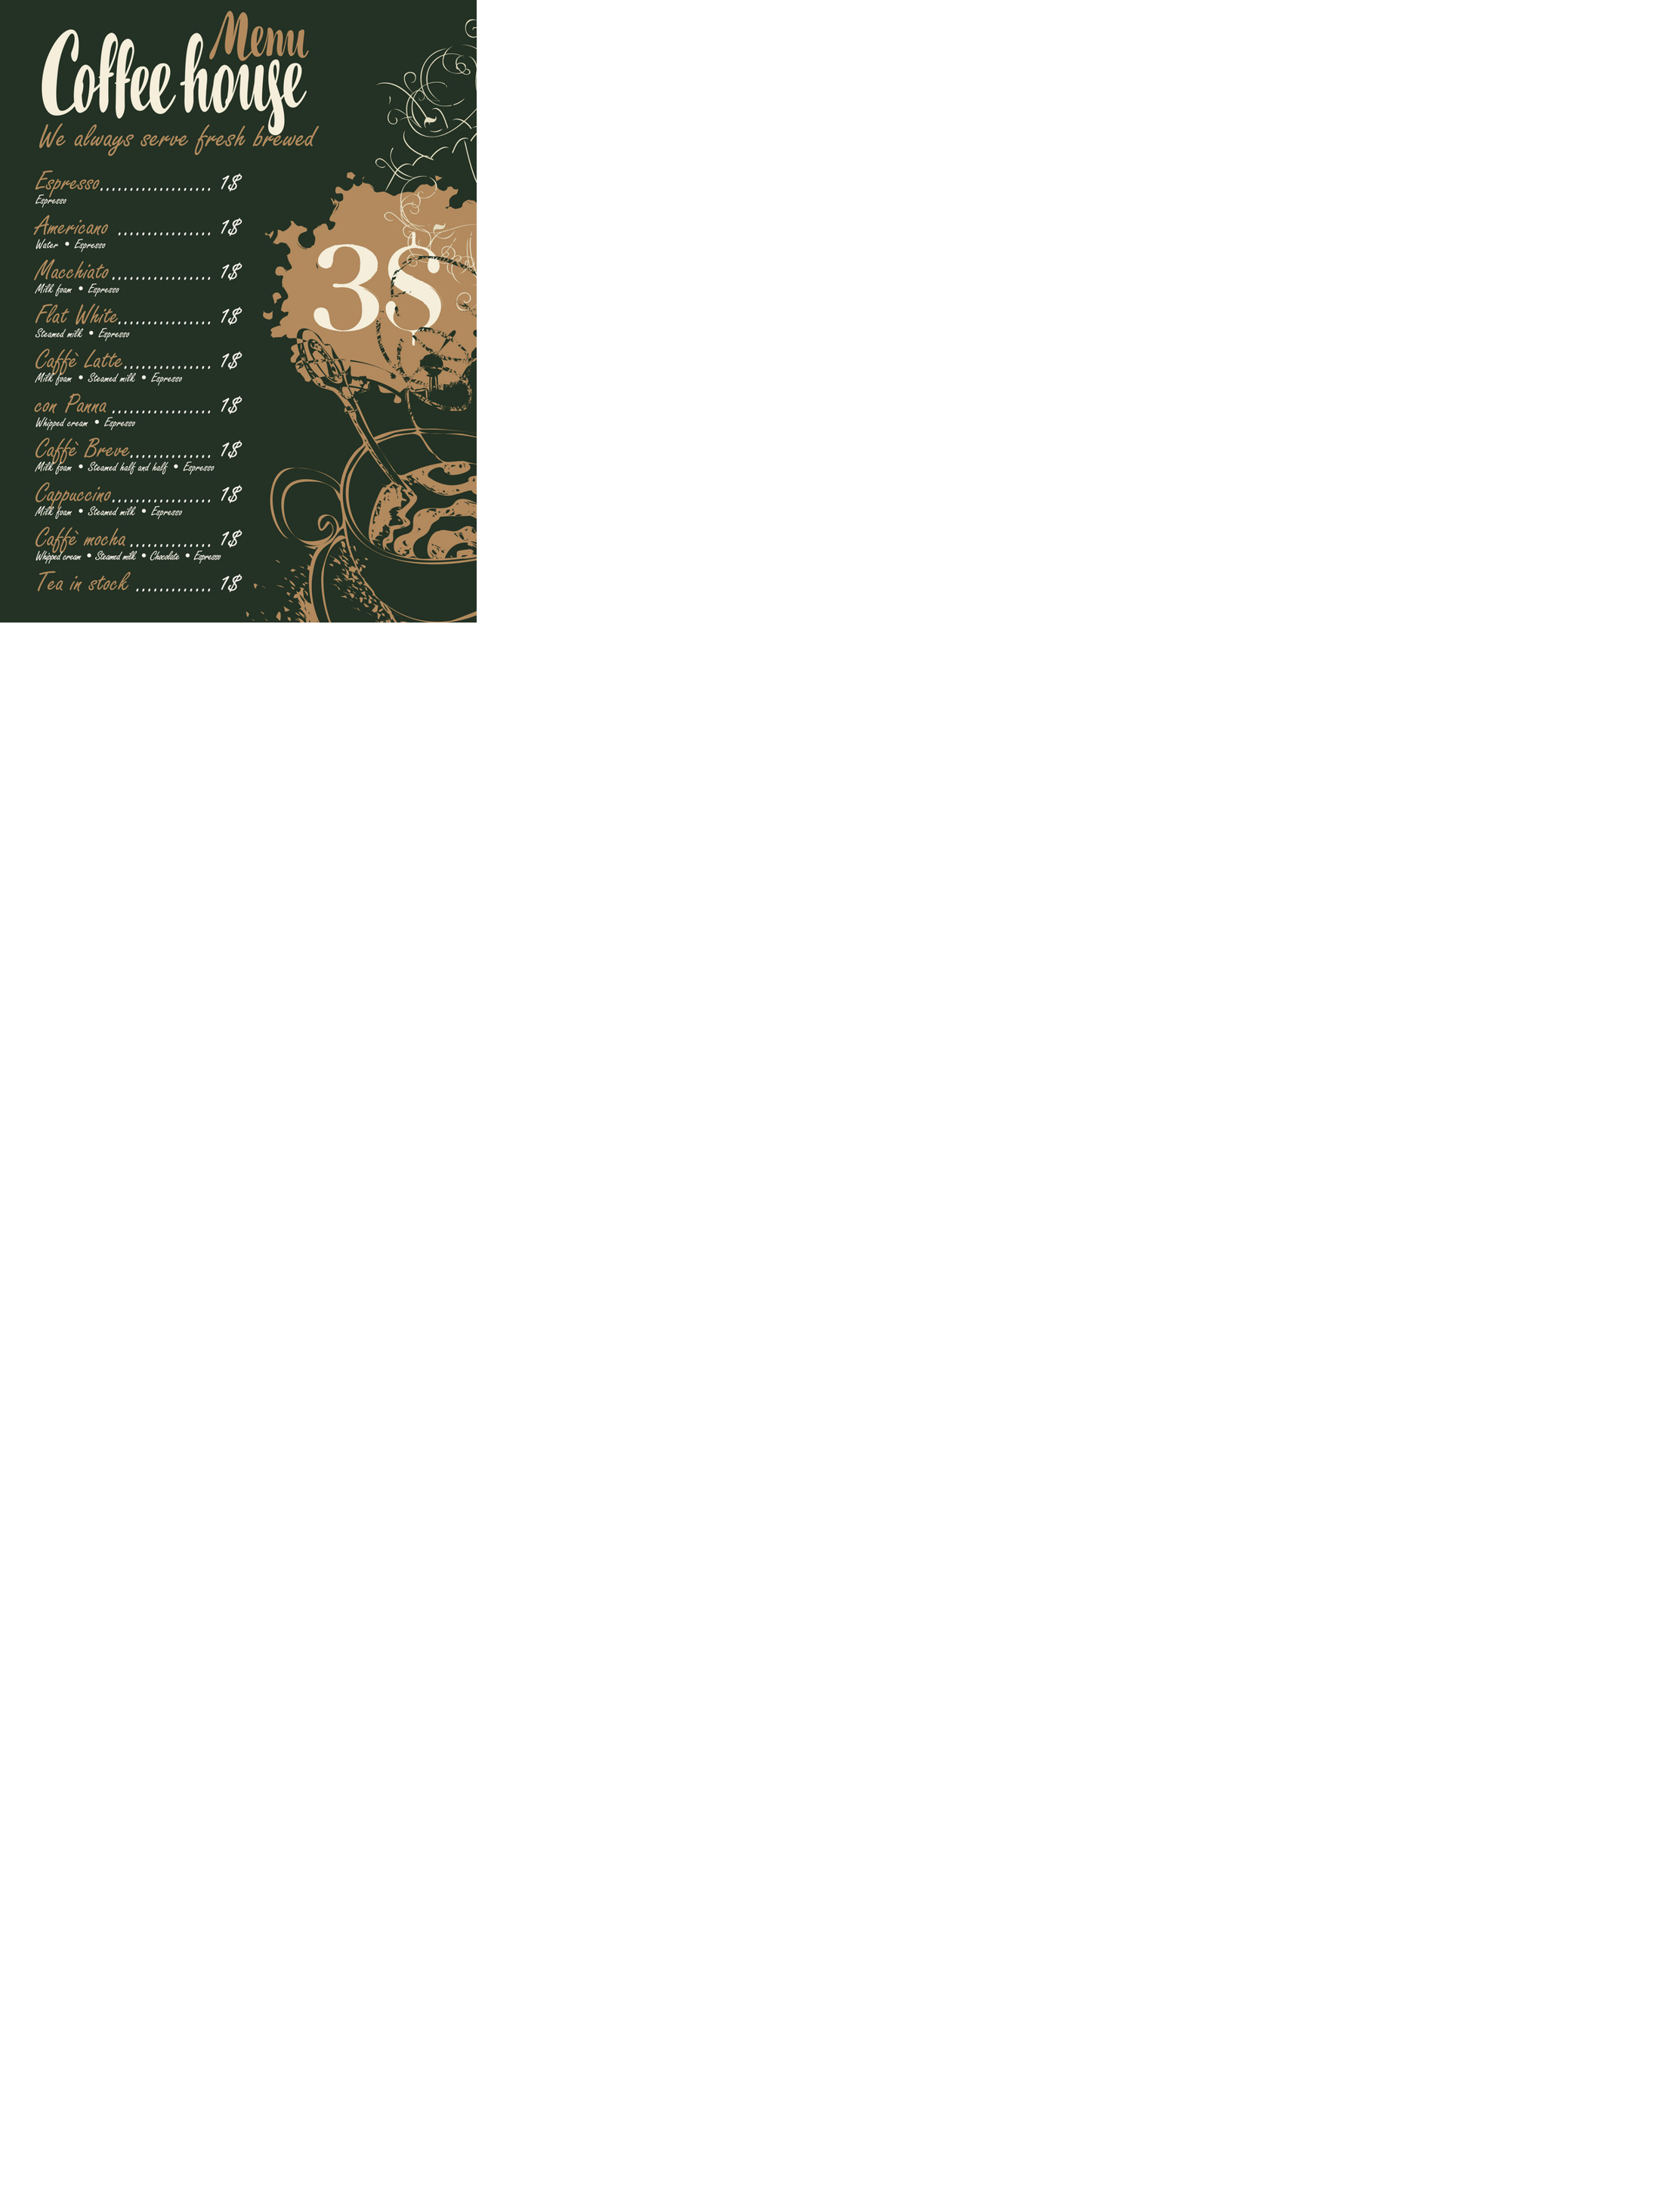 Menu
Coffee house
We always serve fresh brewed
Espresso................... 1$
Espresso
Americano ................ 1$
Water • Espresso
Macchiato ................. 1$
Milk foam • Espresso
3$
Flat White................ 1$
Steamed milk • Espresso
Caffè Latte............... 1$
Milk foam • Steamed milk • Espresso
con Panna ................. 1$
Whipped cream • Espresso
Caffè Breve.............. 1$
Milk foam • Steamed half and half • Espresso
Cappuccino................. 1$
Milk foam • Steamed milk • Espresso
Caffè mocha .............. 1$
Whipped cream • Steamed milk • Chocolate • Espresso
Tea in stock ............. 1$